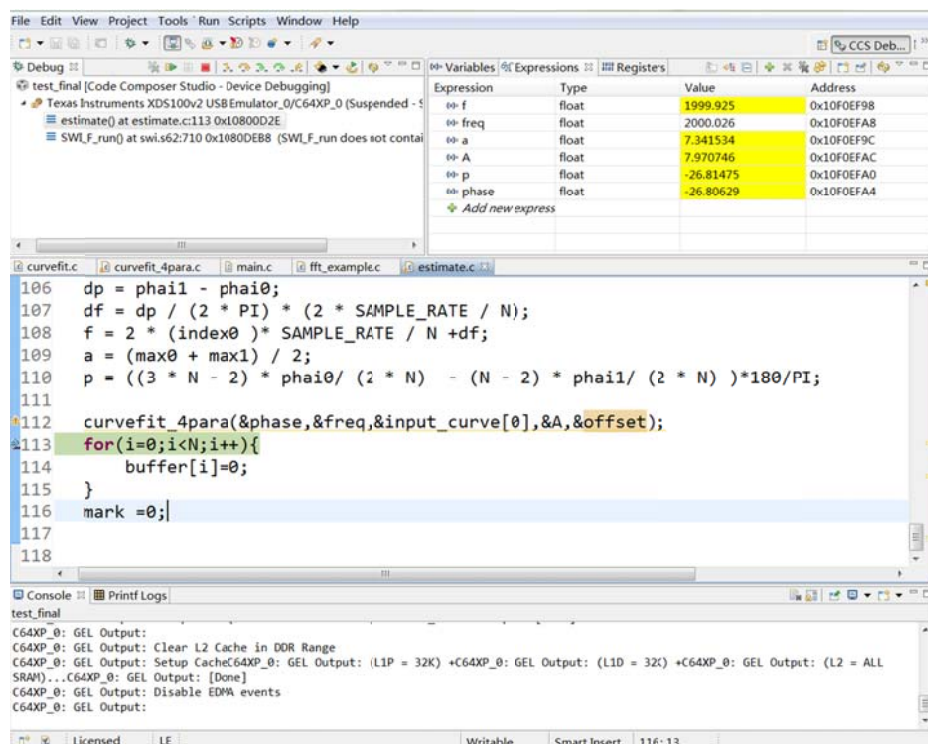 File Edit View Project Tools Run Scripts Window Help
CCS Deb...
Debug
test_final [Code Composer Studio - Device Debugging]
Texas Instruments XDS100v2 USB Emulator_0/C64XP_0 (Suspended - S
estimate() at estimate.c:113 0x10800D2E
SWI_F_run() at swi.s62:710 0x1080DEB8 (SWI_F_run does not contai
Variables Expressions Registers
Expression Type Value Address
f float 1999.925 0x10F0EF98
freq float 2000.026 0x10F0EFA8
a float 7.341534 0x10F0EF9C
A float 7.970746 0x10F0EFAC
p float -26.81475 0x10F0EFA0
phase float -26.80629 0x10F0EFA4
Add new express
curvefit.c curvefit_4para.c main.c fft_example.c estimate.c
106 dp = phai1 - phai0;
107 df = dp / (2 * PI) * (2 * SAMPLE_RATE / N);
108 f = 2 * (index0 )* SAMPLE_RATE / N +df;
109 a = (max0 + max1) / 2;
110 p = ((3 * N - 2) * phai0/ (2 * N) - (N - 2) * phai1/ (2 * N) )*180/PI;
111
112 curvefit_4para(&phase,&freq,&input_curve[0],&A,&offset);
113 for(i=0;i<N;i++){
114 buffer[i]=0;
115 }
116 mark =0;
117
118
Console Printf Logs
test_final
C64XP_0: GEL Output:
C64XP_0: GEL Output: Clear L2 Cache in DDR Range
C64XP_0: GEL Output: Setup CacheC64XP_0: GEL Output: (L1P = 32K) +C64XP_0: GEL Output: (L1D = 32K) +C64XP_0: GEL Output: (L2 = ALL
SRAM)...C64XP_0: GEL Output: [Done]
C64XP_0: GEL Output: Disable EDMA events
C64XP_0: GEL Output:
Licensed LE Writable Smart Insert 116:13